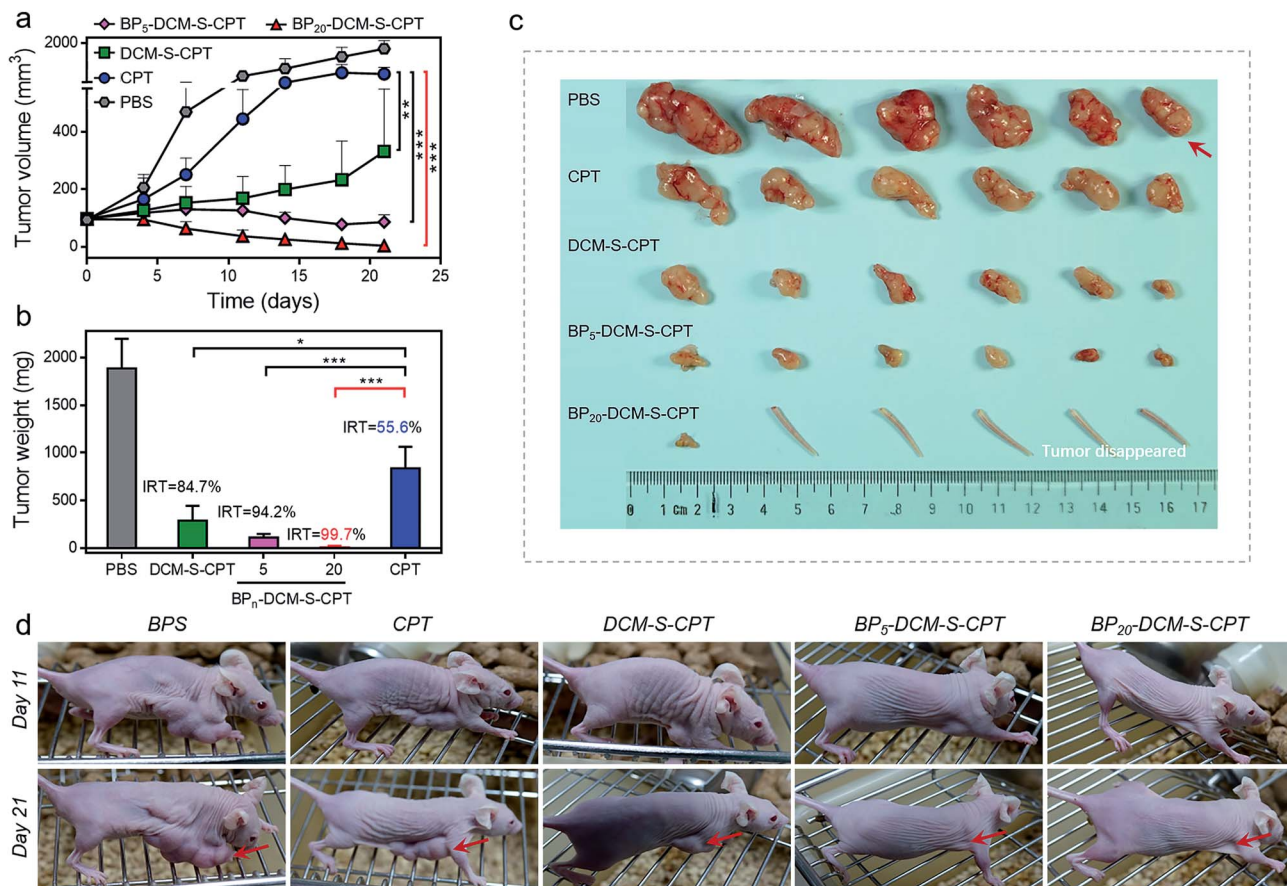 a
BP₅-DCM-S-CPT
BP₂₀-DCM-S-CPT
DCM-S-CPT
CPT
PBS
Tumor volume (mm³)
2000
400
200
0
**
***
***
0 5 10 15 20 25
Time (days)
b
Tumor weight (mg)
2000
1500
1000
500
0
*
***
***
IRT=84.7%
IRT=94.2%
IRT=99.7%
IRT=55.6%
PBS DCM-S-CPT 5 20 CPT
BPₙ-DCM-S-CPT
c
PBS
CPT
DCM-S-CPT
BP₅-DCM-S-CPT
BP₂₀-DCM-S-CPT
Tumor disappeared
0 1 Cm 2 3 4 5 6 7 8 9 10 11 12 13 14 15 16 17
d
BPS CPT DCM-S-CPT BP₅-DCM-S-CPT BP₂₀-DCM-S-CPT
Day 11
Day 21